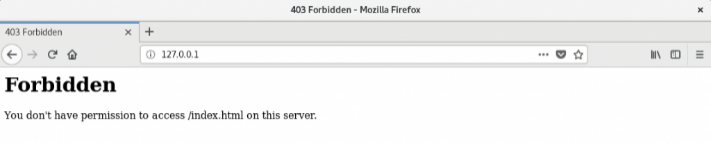 403 Forbidden - Mozilla Firefox
403 Forbidden
127.0.0.1
Forbidden
You don't have permission to access /index.html on this server.